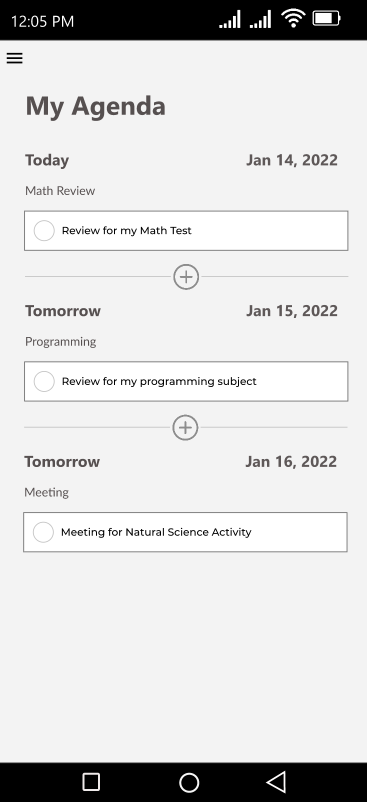 12:05 PM
My Agenda
Today Jan 14, 2022
Math Review
Review for my Math Test
Tomorrow Jan 15, 2022
Programming
Review for my programming subject
Tomorrow Jan 16, 2022
Meeting
Meeting for Natural Science Activity